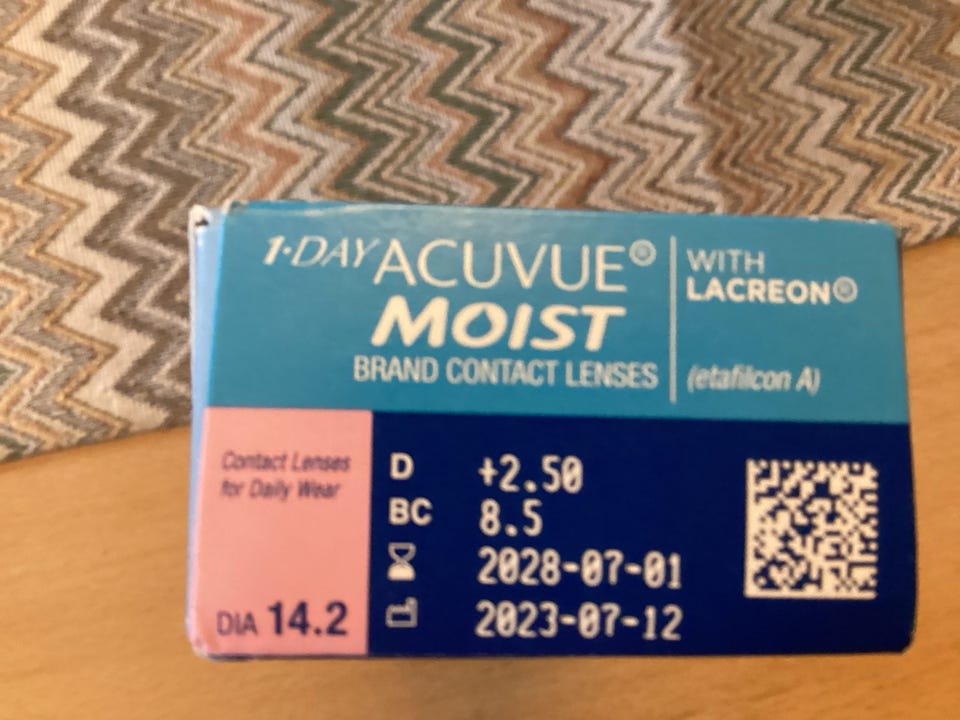 1·DAY ACUVUE®
MOIST
BRAND CONTACT LENSES
WITH
LACREON®
(etafilcon A)
Contact Lenses
for Daily Wear
DIA 14.2
D +2.50
BC 8.5
2028-07-01
2023-07-12